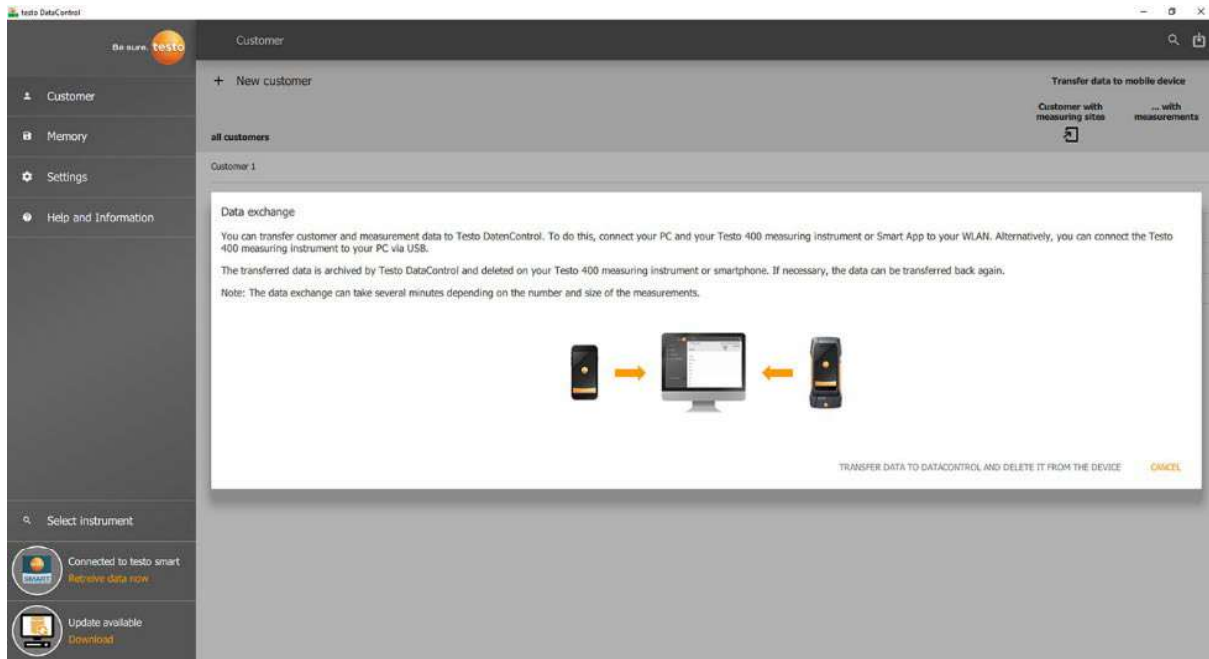 testo DataControl
Be sure. testo
Customer
Customer
Memory
Settings
Help and Information
+ New customer
Transfer data to mobile device
Customer with
measuring sites
... with
measurements
all customers
Customer 1
Data exchange
You can transfer customer and measurement data to Testo DatenControl. To do this, connect your PC and your Testo 400 measuring instrument or Smart App to your WLAN. Alternatively, you can connect the Testo
400 measuring instrument to your PC via USB.
The transferred data is archived by Testo DataControl and deleted on your Testo 400 measuring instrument or smartphone. If necessary, the data can be transferred back again.
Note: The data exchange can take several minutes depending on the number and size of the measurements.
TRANSFER DATA TO DATACONTROL AND DELETE IT FROM THE DEVICE
CANCEL
Select instrument
SMART
Connected to testo smart
Retreive data now
Update available
Download